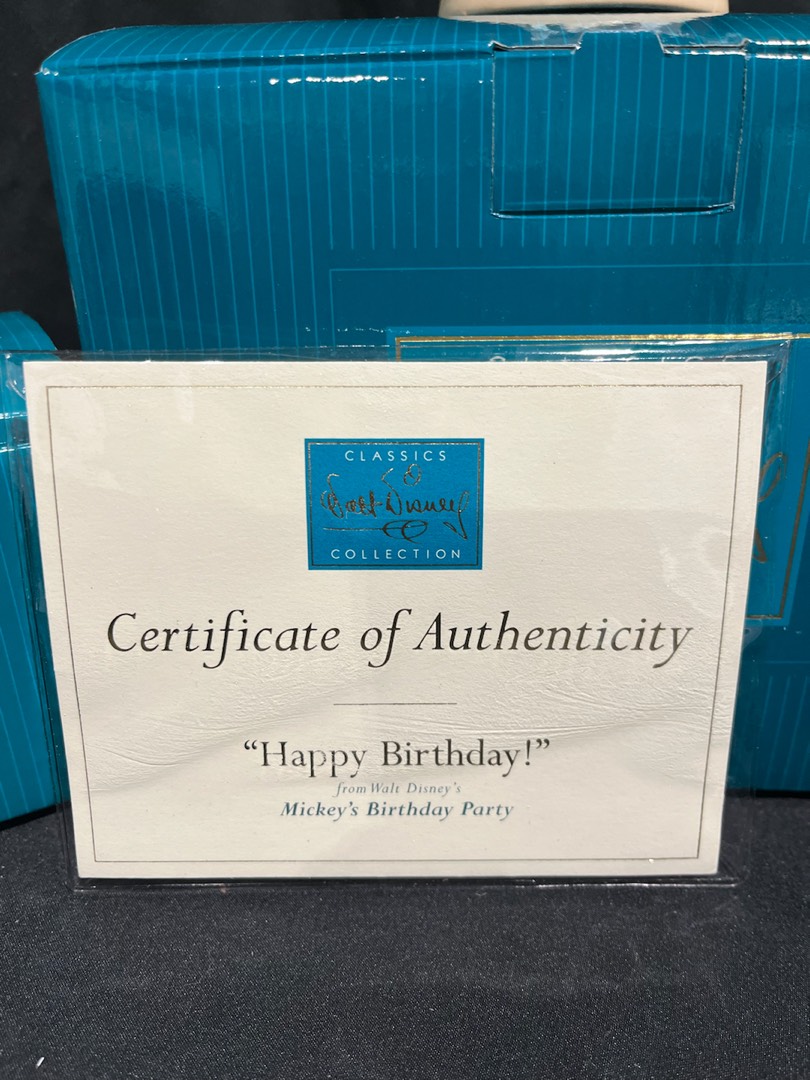 CLASSICS
Walt Disney
COLLECTION
Certificate of Authenticity
“Happy Birthday!”
from Walt Disney's
Mickey's Birthday Party